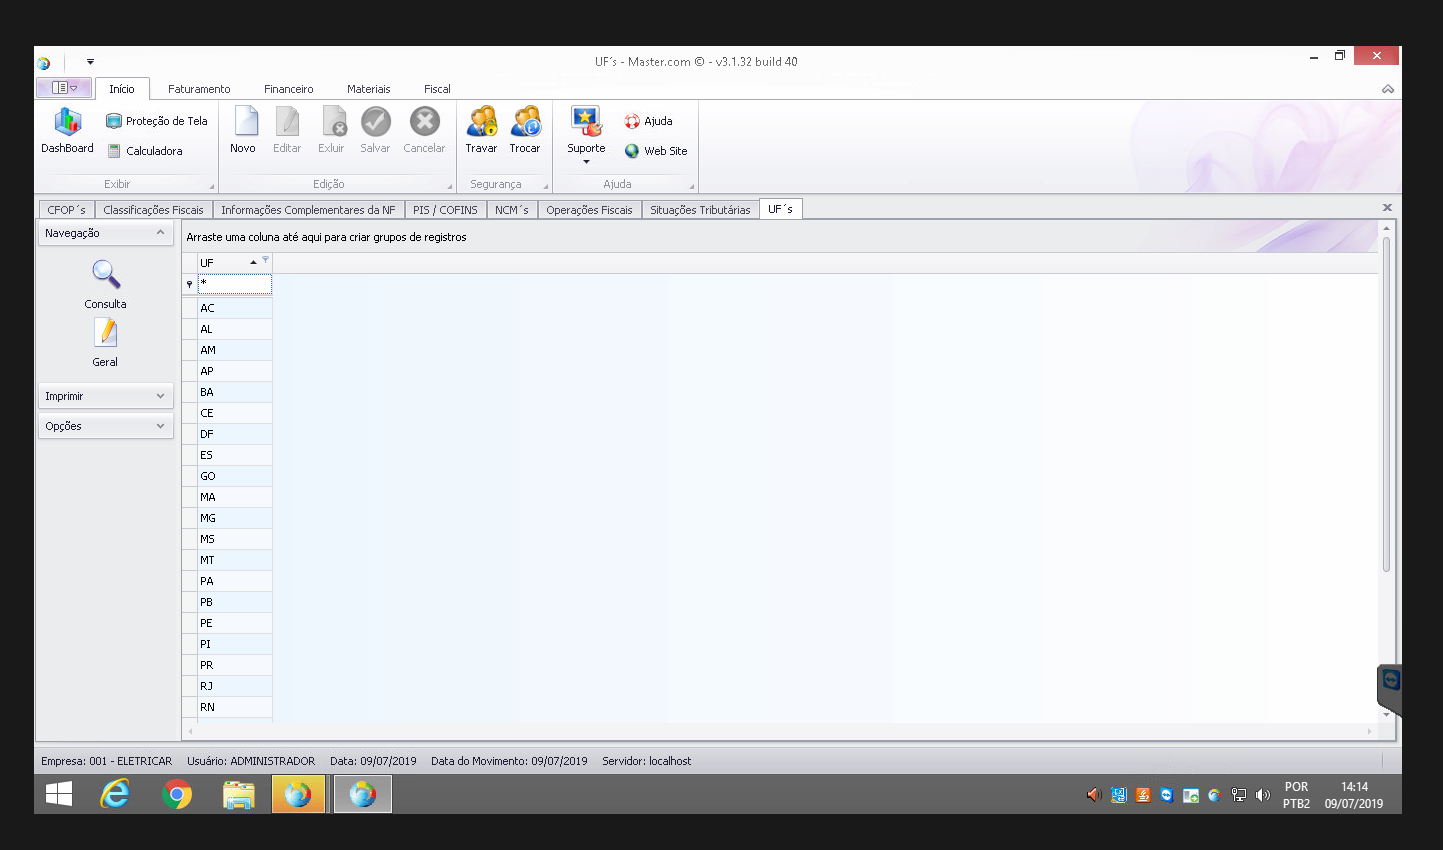 UF´s - Master.com © - v3.1.32 build 40
Início Faturamento Financeiro Materiais Fiscal
DashBoard Proteção de Tela Calculadora Novo Editar Exluir Salvar Cancelar Travar Trocar Suporte Ajuda Web Site
Exibir Edição Segurança Ajuda
CFOP´s Classificações Fiscais Informações Complementares da NF PIS / COFINS NCM´s Operações Fiscais Situações Tributárias UF´s
Navegação
Consulta
Geral
Imprimir
Opções
Arraste uma coluna até aqui para criar grupos de registros
UF
*
AC
AL
AM
AP
BA
CE
DF
ES
GO
MA
MG
MS
MT
PA
PB
PE
PI
PR
RJ
RN
Empresa: 001 - ELETRICAR Usuário: ADMINISTRADOR Data: 09/07/2019 Data do Movimento: 09/07/2019 Servidor: localhost
POR 14:14
PTB2 09/07/2019